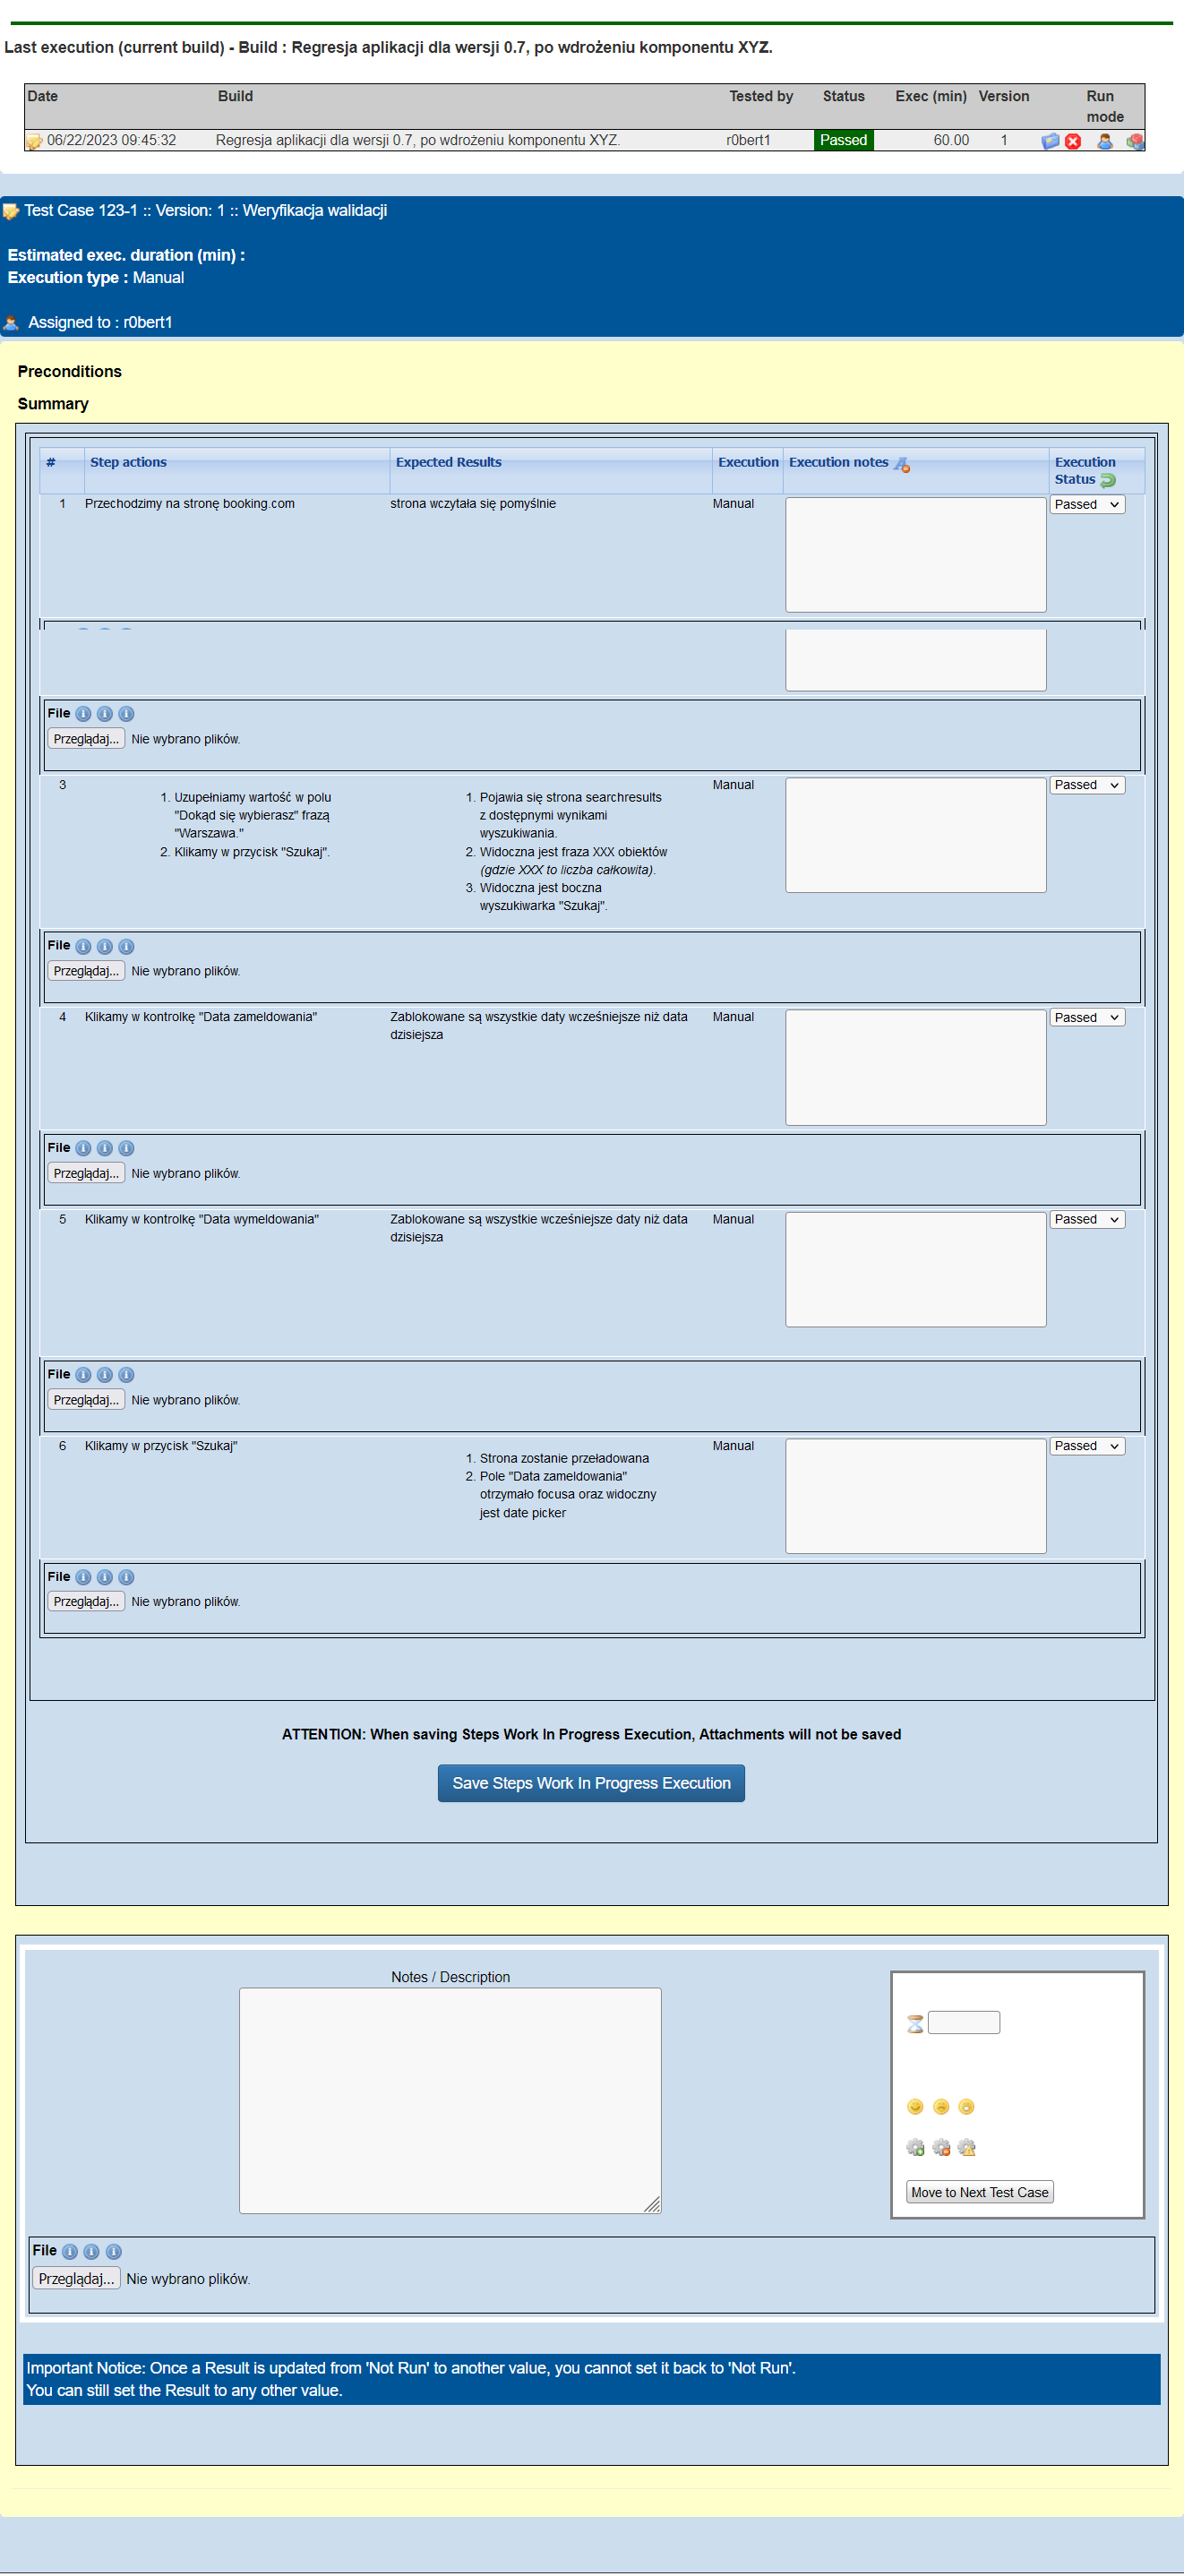 Last execution (current build) - Build : Regresja aplikacji dla wersji 0.7, po wdrożeniu komponentu XYZ.
Date Build Tested by Status Exec (min) Version Run mode
06/22/2023 09:45:32 Regresja aplikacji dla wersji 0.7, po wdrożeniu komponentu XYZ. r0bert1 Passed 60.00 1
Test Case 123-1 :: Version: 1 :: Weryfikacja walidacji
Estimated exec. duration (min) :
Execution type : Manual
Assigned to : r0bert1
Preconditions
Summary
# Step actions Expected Results Execution Execution notes Execution Status
1 Przechodzimy na stronę booking.com strona wczytała się pomyślnie Manual Passed
File
Przeglądaj... Nie wybrano plików.
3 Manual Passed
1. Uzupełniamy wartość w polu
"Dokąd się wybierasz" frazą
"Warszawa."
2. Klikamy w przycisk "Szukaj".
1. Pojawia się strona searchresults
z dostępnymi wynikami
wyszukiwania.
2. Widoczna jest fraza XXX obiektów
(gdzie XXX to liczba całkowita).
3. Widoczna jest boczna
wyszukiwarka "Szukaj".
File
Przeglądaj... Nie wybrano plików.
4 Klikamy w kontrolkę "Data zameldowania" Zablokowane są wszystkie daty wcześniejsze niż data Manual Passed
dzisiejsza
File
Przeglądaj... Nie wybrano plików.
5 Klikamy w kontrolkę "Data wymeldowania" Zablokowane są wszystkie wcześniejsze daty niż data Manual Passed
dzisiejsza
File
Przeglądaj... Nie wybrano plików.
6 Klikamy w przycisk "Szukaj" Manual Passed
1. Strona zostanie przeładowana
2. Pole "Data zameldowania"
otrzymało focusa oraz widoczny
jest date picker
File
Przeglądaj... Nie wybrano plików.
ATTENTION: When saving Steps Work In Progress Execution, Attachments will not be saved
Save Steps Work In Progress Execution
Notes / Description
Move to Next Test Case
File
Przeglądaj... Nie wybrano plików.
Important Notice: Once a Result is updated from 'Not Run' to another value, you cannot set it back to 'Not Run'.
You can still set the Result to any other value.